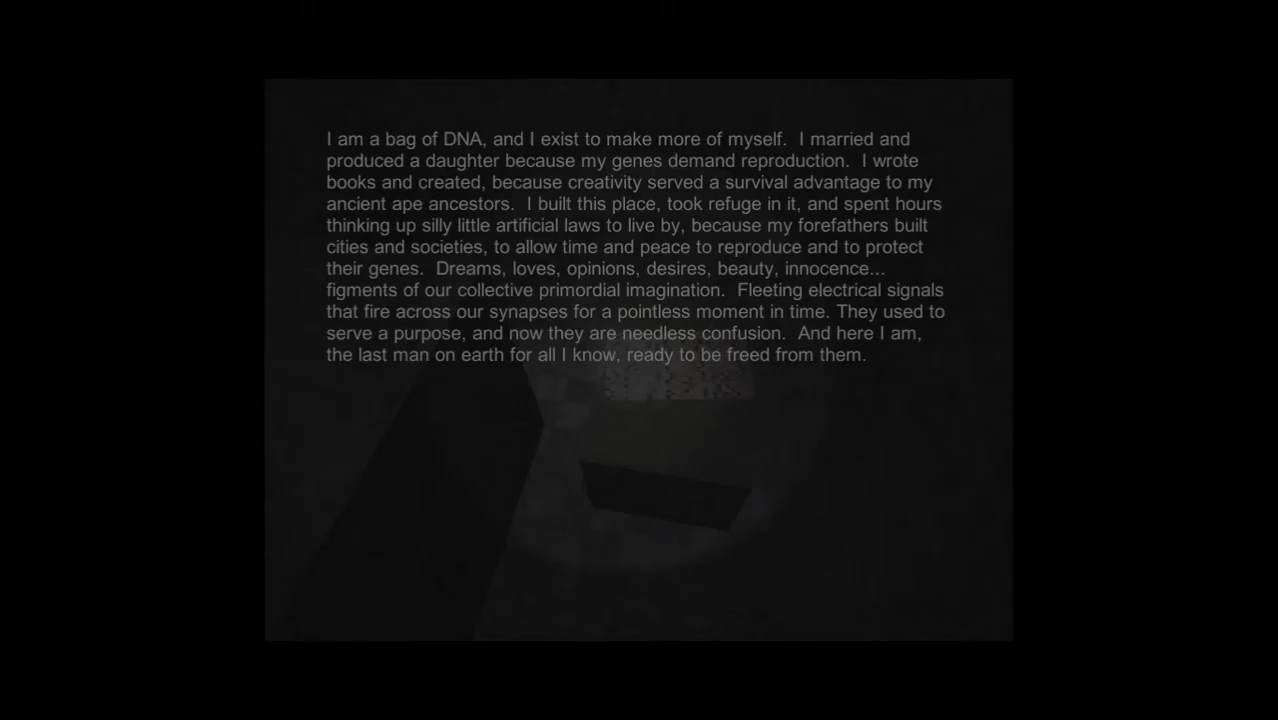 I am a bag of DNA, and I exist to make more of myself.  I married and
produced a daughter because my genes demand reproduction.  I wrote
books and created, because creativity served a survival advantage to my
ancient ape ancestors.  I built this place, took refuge in it, and spent hours
thinking up silly little artificial laws to live by, because my forefathers built
cities and societies, to allow time and peace to reproduce and to protect
their genes.  Dreams, loves, opinions, desires, beauty, innocence...
figments of our collective primordial imagination.  Fleeting electrical signals
that fire across our synapses for a pointless moment in time. They used to
serve a purpose, and now they are needless confusion.  And here I am,
the last man on earth for all I know, ready to be freed from them.